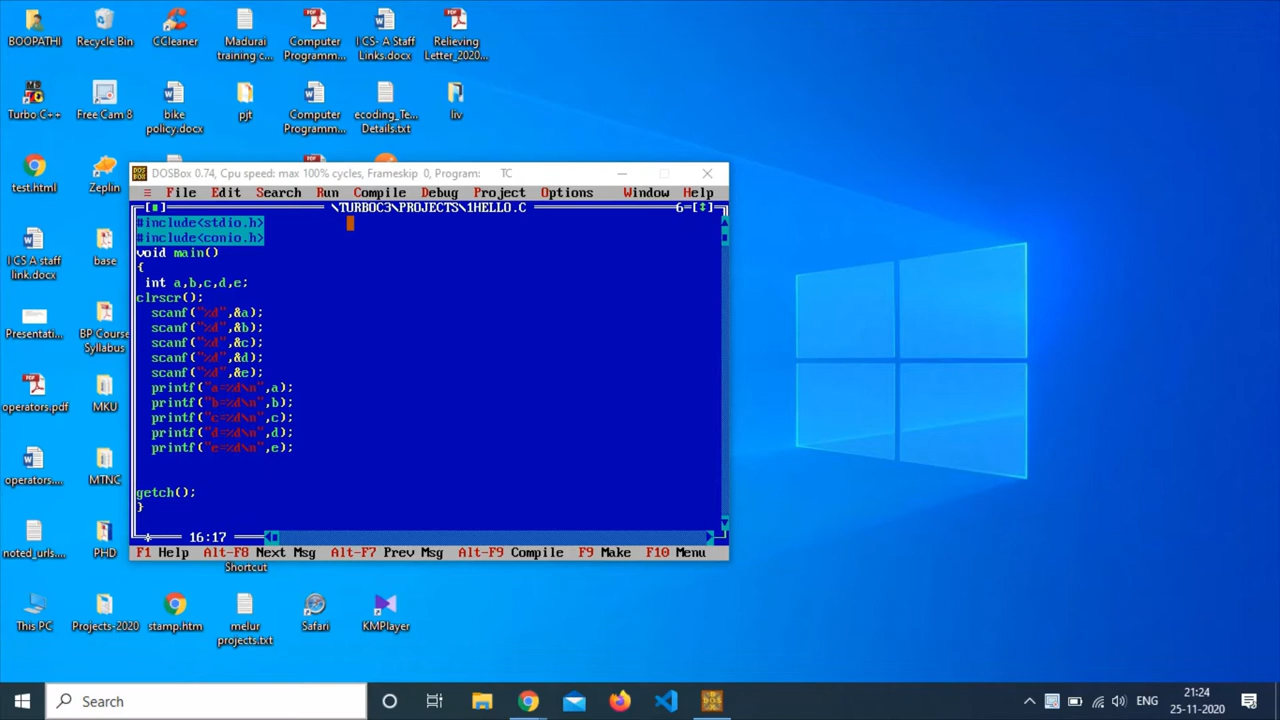 BOOPATHI
Recycle Bin
CCleaner
Madurai
training c...
Computer
Programm...
I CS- A Staff
Links.docx
Relieving
Letter_2020...
Turbo C++
Free Cam 8
bike
policy.docx
pjt
Computer
Programm...
ecoding_Te...
Details.txt
liv
test.html
Zeplin
I CS A staff
link.docx
base
Presentati...
BP Course
Syllabus
operators.pdf
MKU
operators....
MTNC
noted_urls....
PHD
Shortcut
This PC
Projects-2020
stamp.htm
melur
projects.txt
Safari
KMPlayer
DOSBox 0.74, Cpu speed: max 100% cycles, Frameskip 0, Program: TC
≡ File Edit Search Run Compile Debug Project Options Window Help
[■] \TURBOC3\PROJECTS\1HELLO.C 6=[↕]
#include<stdio.h>
#include<conio.h>
void main()
{
int a,b,c,d,e;
clrscr();
scanf("%d",&a);
scanf("%d",&b);
scanf("%d",&c);
scanf("%d",&d);
scanf("%d",&e);
printf("a=%d\n",a);
printf("b=%d\n",b);
printf("c=%d\n",c);
printf("d=%d\n",d);
printf("e=%d\n",e);
getch();
}
16:17
F1 Help Alt-F8 Next Msg Alt-F7 Prev Msg Alt-F9 Compile F9 Make F10 Menu
Search
ENG
21:24
25-11-2020